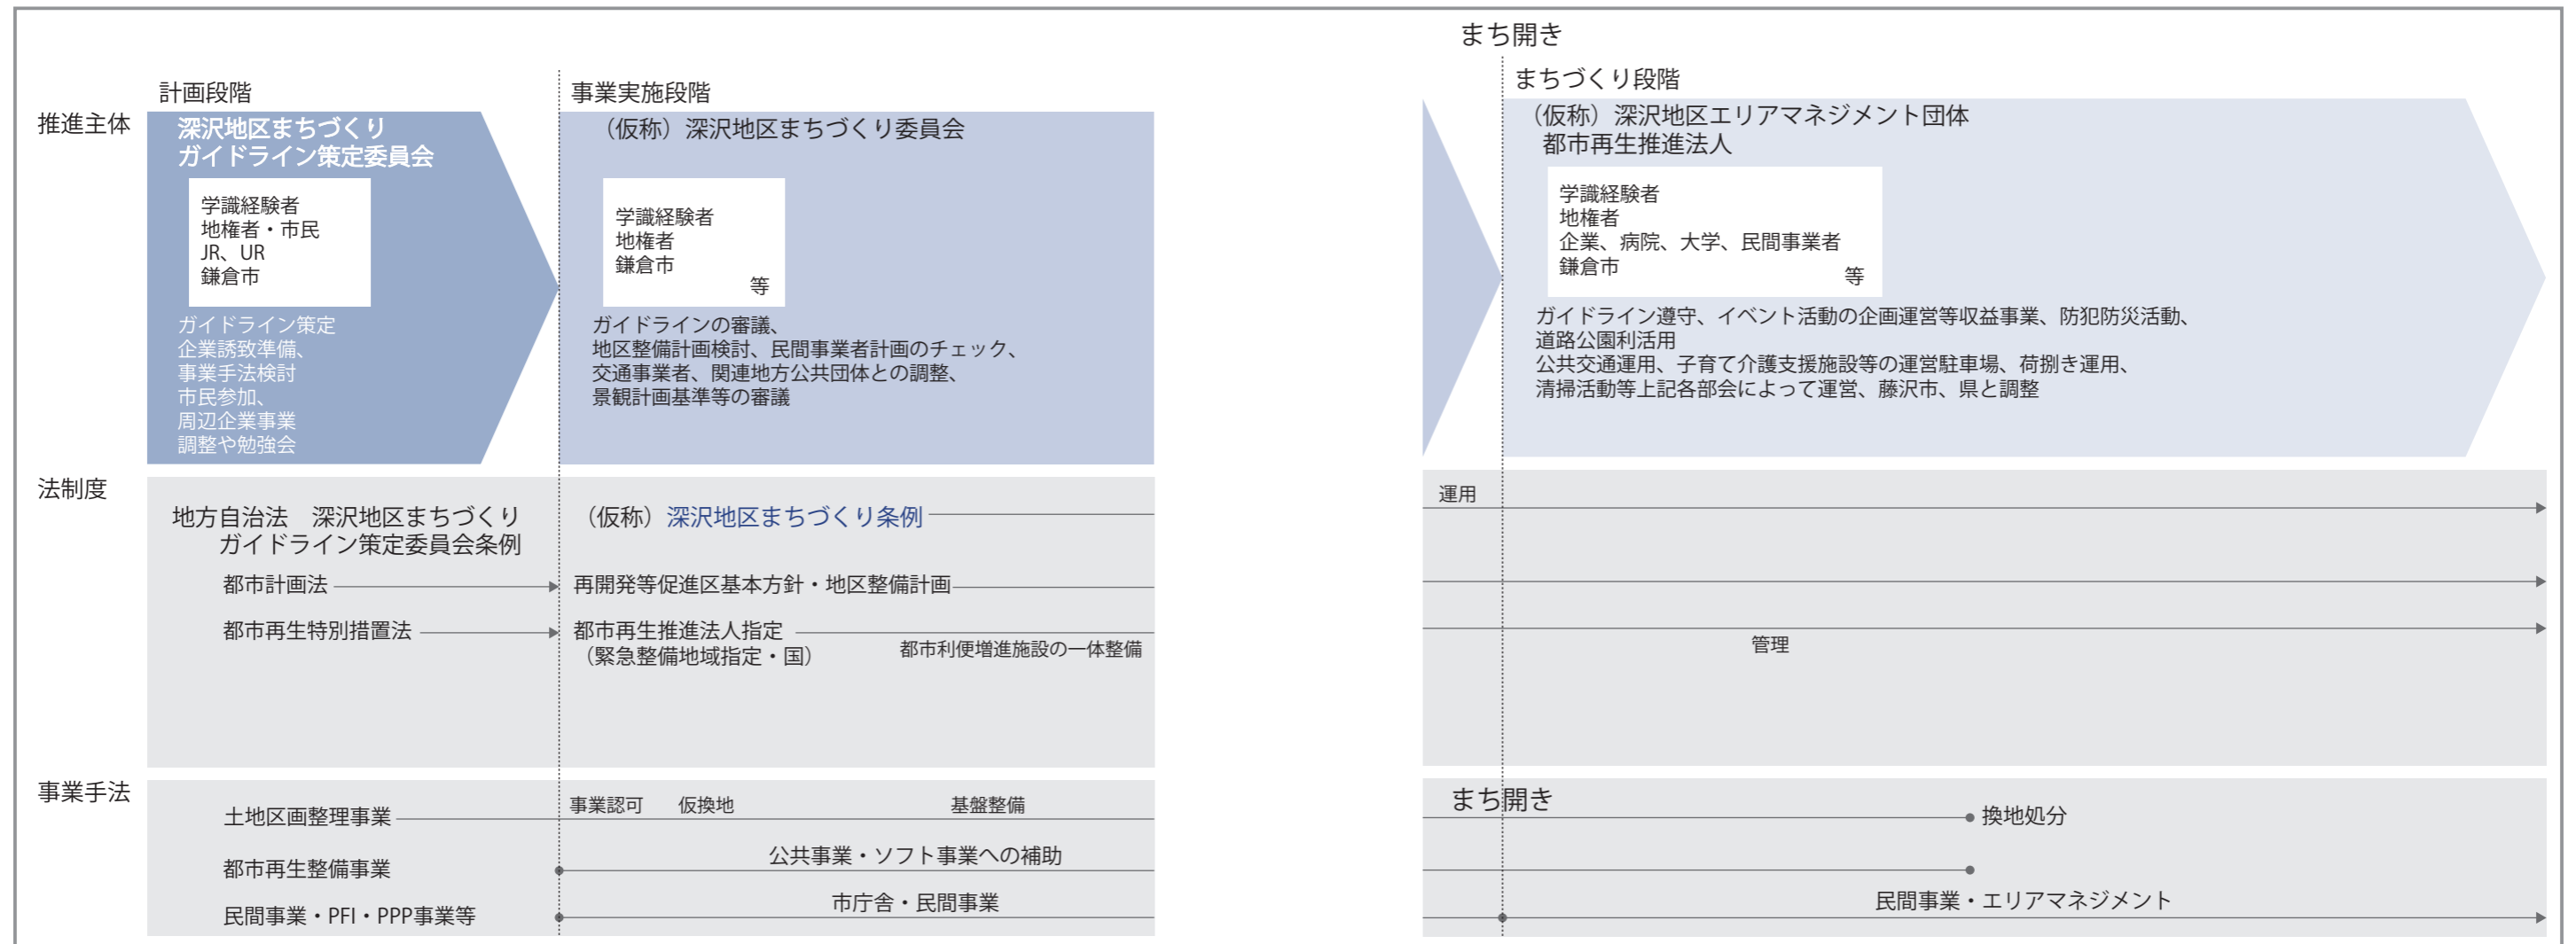 まち開き
計画段階
事業実施段階
まちづくり段階
推進主体
深沢地区まちづくり
ガイドライン策定委員会
学識経験者
地権者・市民
JR、UR
鎌倉市
ガイドライン策定
企業誘致準備、
事業手法検討
市民参加、
周辺企業事業
調整や勉強会
（仮称）深沢地区まちづくり委員会
学識経験者
地権者
鎌倉市
等
ガイドラインの審議、
地区整備計画検討、民間事業者計画のチェック、
交通事業者、関連地方公共団体との調整、
景観計画基準等の審議
（仮称）深沢地区エリアマネジメント団体
都市再生推進法人
学識経験者
地権者
企業、病院、大学、民間事業者
鎌倉市
等
ガイドライン遵守、イベント活動の企画運営等収益事業、防犯防災活動、
道路公園利活用
公共交通運用、子育て介護支援施設等の運営駐車場、荷捌き運用、
清掃活動等上記各部会によって運営、藤沢市、県と調整
法制度
地方自治法　深沢地区まちづくり
ガイドライン策定委員会条例
（仮称）深沢地区まちづくり条例
運用
都市計画法
再開発等促進区基本方針・地区整備計画
都市再生特別措置法
都市再生推進法人指定
（緊急整備地域指定・国）
都市利便増進施設の一体整備
管理
事業手法
土地区画整理事業
事業認可
仮換地
基盤整備
まち開き
換地処分
都市再生整備事業
公共事業・ソフト事業への補助
民間事業・PFI・PPP事業等
市庁舎・民間事業
民間事業・エリアマネジメント